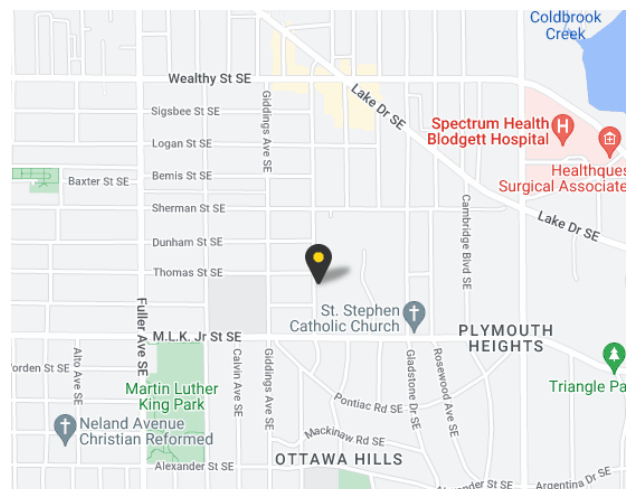 Coldbrook
Creek
Wealthy St SE
Lake Dr SE
Sigsbee St SE
Giddings Ave SE
Spectrum Health
Blodgett Hospital
Logan St SE
Healthques
Surgical Associate
Baxter St SE
Bemis St SE
Sherman St SE
Cambridge Blvd SE
Lake Dr SE
Dunham St SE
Thomas St SE
Fuller Ave SE
St. Stephen
Catholic Church
M.L.K. Jr St SE
PLYMOUTH
HEIGHTS
orden St SE
Alto Ave SE
Calvin Ave SE
Giddings Ave SE
Gladstone Dr SE
Rosewood Ave SE
Triangle Pa
Martin Luther
King Park
Pontiac Rd SE
Neland Avenue
Christian Reformed
Mackinaw Rd SE
Alexander St SE
OTTAWA HILLS
Alexander St SE
Argentina Dr SE